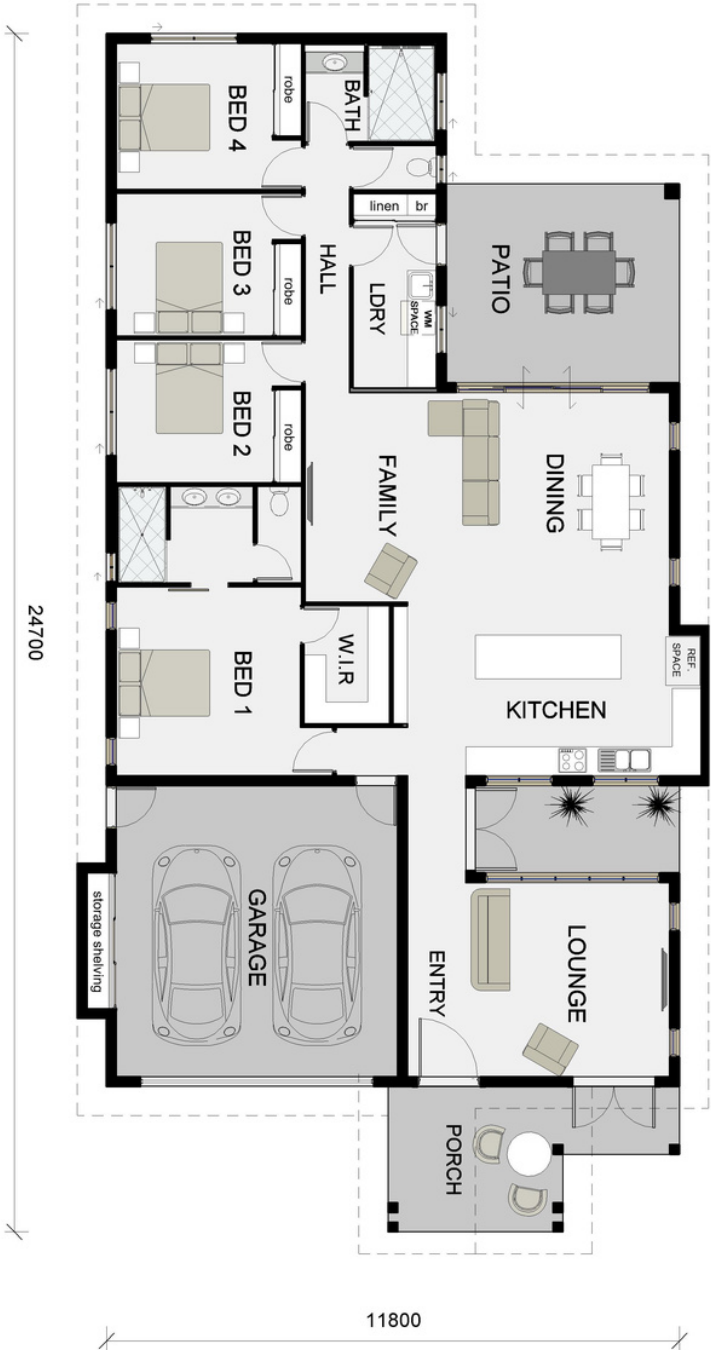 BED 4
robe
BATH
linen
br
BED 3
robe
HALL
LDRY
WM
SPACE
PATIO
BED 2
robe
FAMILY
DINING
24700
BED 1
W.I.R
REF.
SPACE
KITCHEN
storage shelving
GARAGE
ENTRY
LOUNGE
PORCH
11800